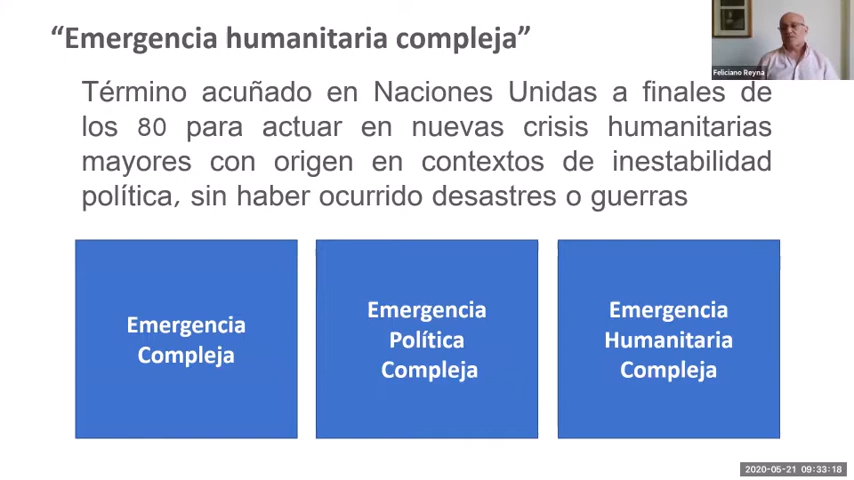 “Emergencia humanitaria compleja”
Feliciano Reyna
Término acuñado en Naciones Unidas a finales de
los 80 para actuar en nuevas crisis humanitarias
mayores con origen en contextos de inestabilidad
política, sin haber ocurrido desastres o guerras
Emergencia
Compleja
Emergencia
Política
Compleja
Emergencia
Humanitaria
Compleja
2020-05-21 09:33:18